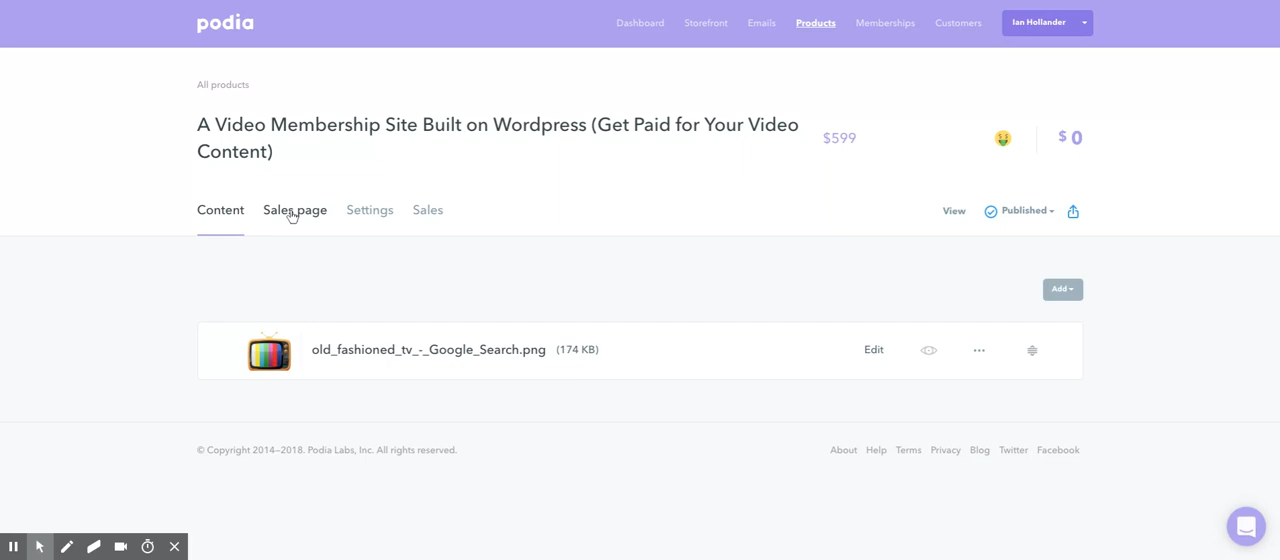 podia
Dashboard Storefront Emails Products Memberships Customers Ian Hollander
All products
A Video Membership Site Built on Wordpress (Get Paid for Your Video
Content)
$599
$ 0
Content Sales page Settings Sales
View Published
Add
old_fashioned_tv_-_Google_Search.png (174 KB)
Edit
© Copyright 2014–2018. Podia Labs, Inc. All rights reserved.
About Help Terms Privacy Blog Twitter Facebook